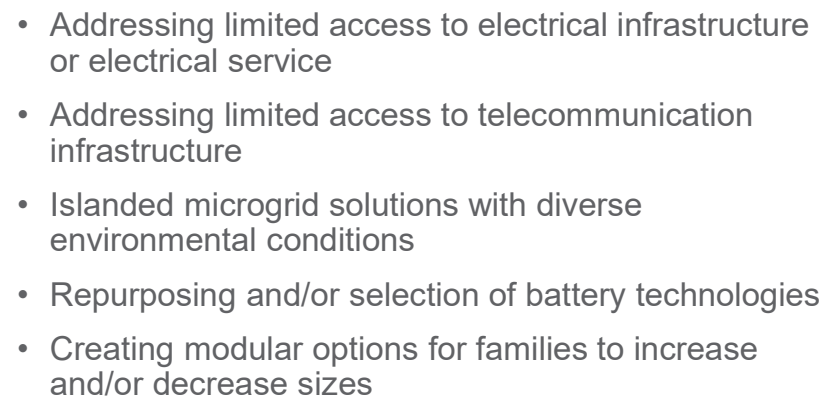 • Addressing limited access to electrical infrastructure
or electrical service
• Addressing limited access to telecommunication
infrastructure
• Islanded microgrid solutions with diverse
environmental conditions
• Repurposing and/or selection of battery technologies
• Creating modular options for families to increase
and/or decrease sizes